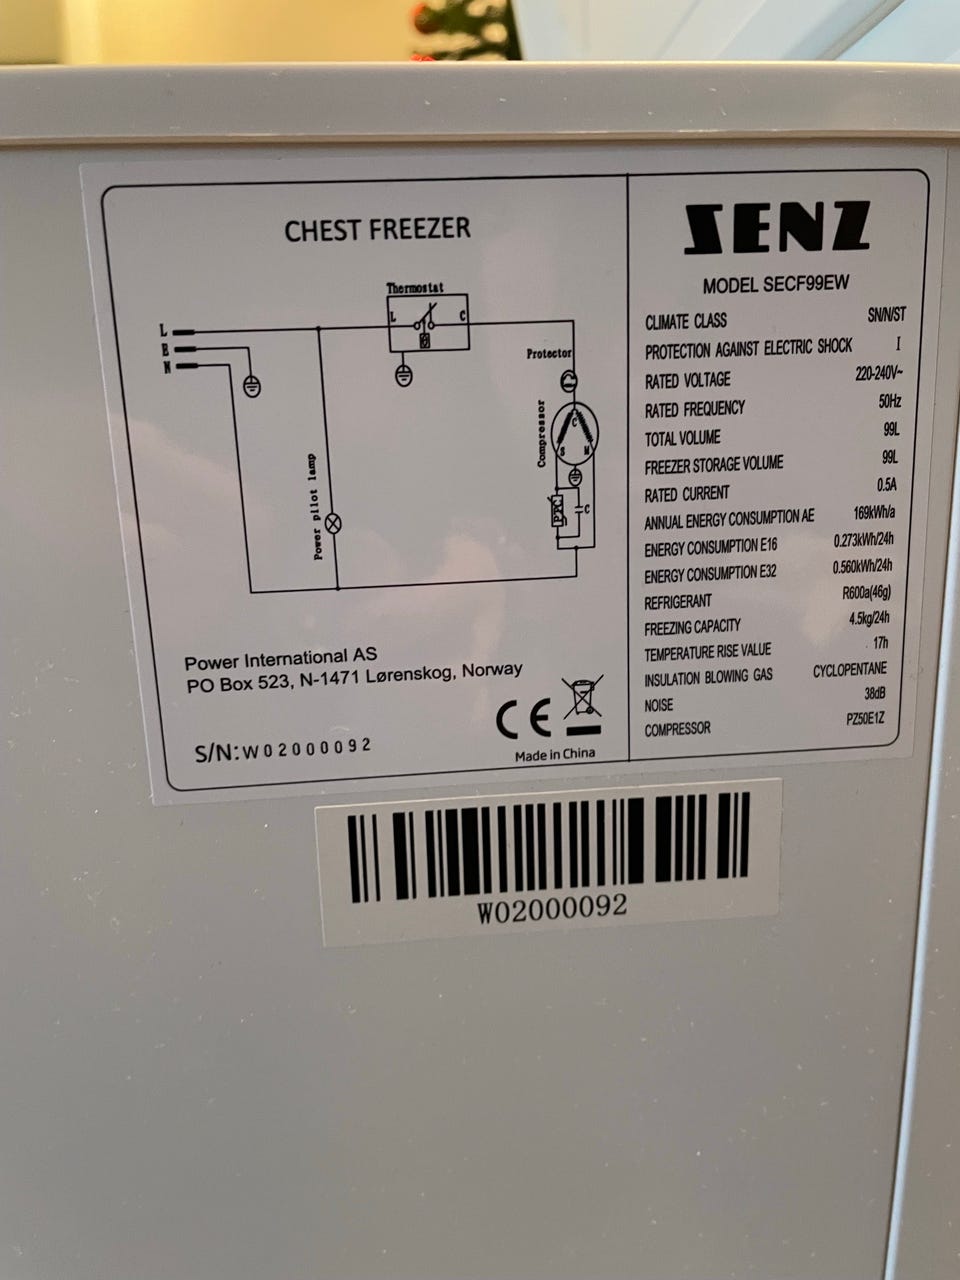 CHEST FREEZER
Thermostat
L C
L
E
N
Protector
Compressor
C
S M
PTC
C
Power pilot lamp
Power International AS
PO Box 523, N-1471 Lørenskog, Norway
S/N:W02000092
CE
Made in China
SENZ
MODEL SECF99EW
CLIMATE CLASS SN/N/ST
PROTECTION AGAINST ELECTRIC SHOCK I
RATED VOLTAGE 220-240V~
RATED FREQUENCY 50Hz
TOTAL VOLUME 99L
FREEZER STORAGE VOLUME 99L
RATED CURRENT 0.5A
ANNUAL ENERGY CONSUMPTION AE 169kWh/a
ENERGY CONSUMPTION E16 0.273kWh/24h
ENERGY CONSUMPTION E32 0.560kWh/24h
REFRIGERANT R600a(46g)
FREEZING CAPACITY 4.5kg/24h
TEMPERATURE RISE VALUE 17h
INSULATION BLOWING GAS CYCLOPENTANE
NOISE 38dB
COMPRESSOR PZ50E1Z
W02000092